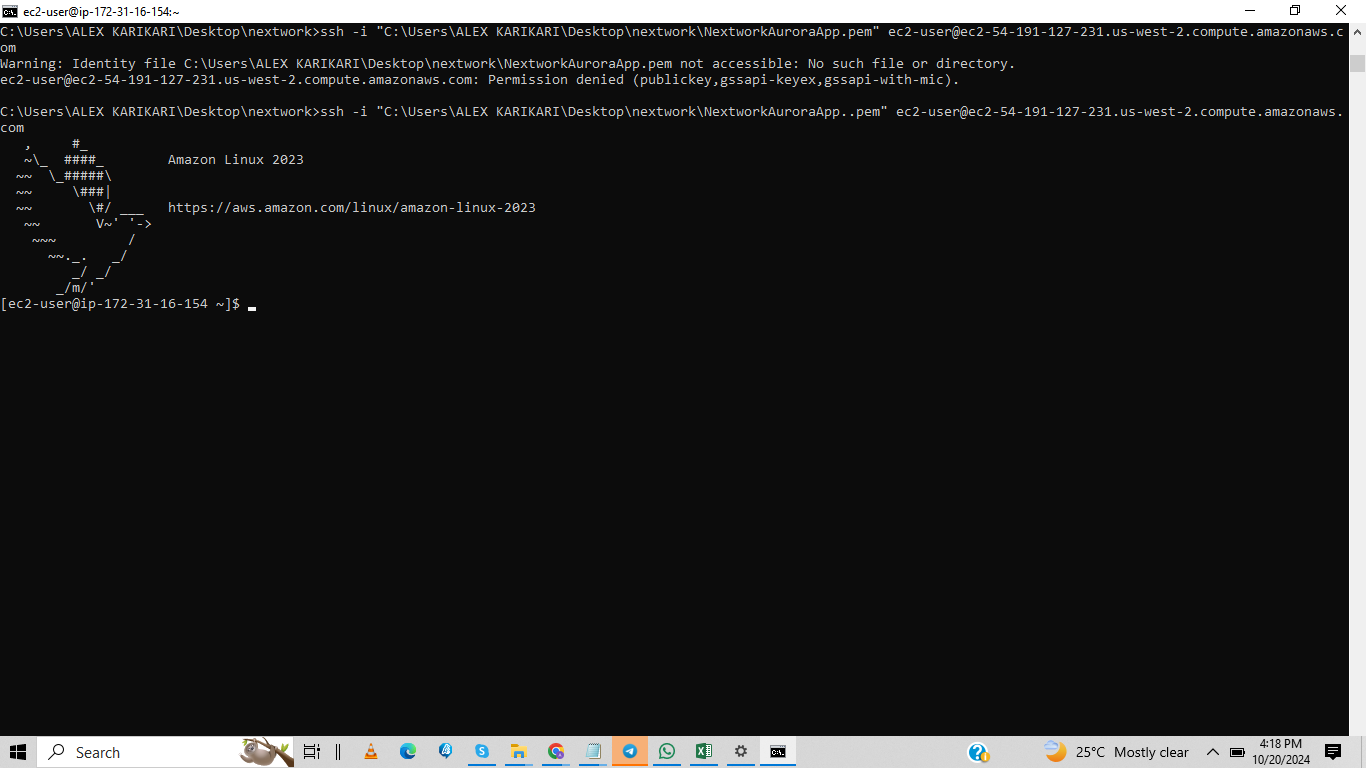 ec2-user@ip-172-31-16-154:~
C:\Users\ALEX KARIKARI\Desktop\nextwork>ssh -i "C:\Users\ALEX KARIKARI\Desktop\nextwork\NextworkAuroraApp.pem" ec2-user@ec2-54-191-127-231.us-west-2.compute.amazonaws.c
om
Warning: Identity file C:\Users\ALEX KARIKARI\Desktop\nextwork\NextworkAuroraApp.pem not accessible: No such file or directory.
ec2-user@ec2-54-191-127-231.us-west-2.compute.amazonaws.com: Permission denied (publickey,gssapi-keyex,gssapi-with-mic).
C:\Users\ALEX KARIKARI\Desktop\nextwork>ssh -i "C:\Users\ALEX KARIKARI\Desktop\nextwork\NextworkAuroraApp..pem" ec2-user@ec2-54-191-127-231.us-west-2.compute.amazonaws.
com
   ,     #_
   ~\_  ####_        Amazon Linux 2023
  ~~  \_#####\
  ~~     \###|
  ~~       \#/ ___   https://aws.amazon.com/linux/amazon-linux-2023
   ~~       V~' '->
    ~~~         /
      ~~._.   _/
         _/ _/
       _/m/'
[ec2-user@ip-172-31-16-154 ~]$
Search
25°C Mostly clear
4:18 PM
10/20/2024